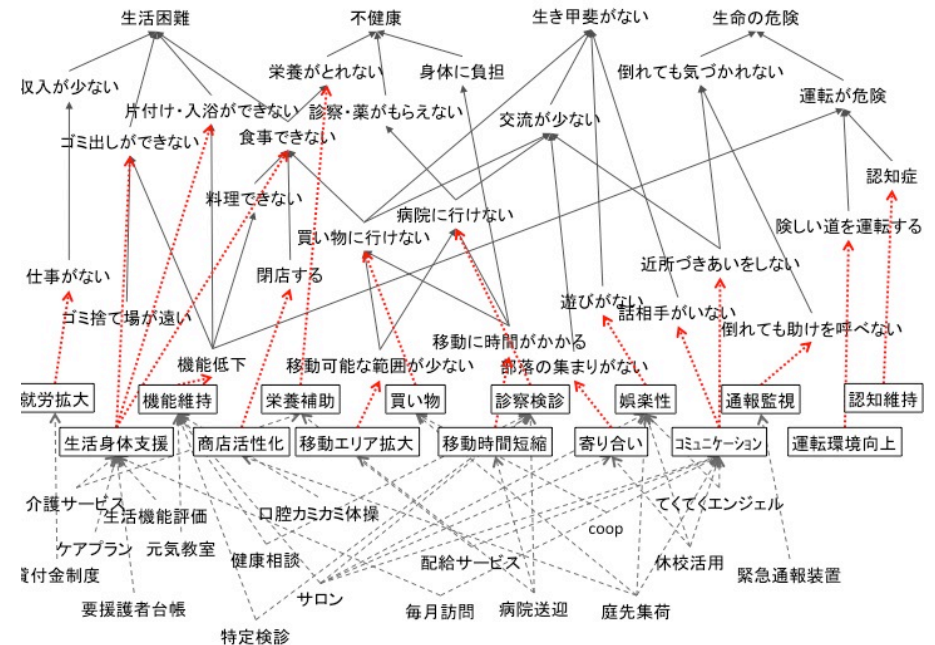 生活困難
不健康
生き甲斐がない
生命の危険
収入が少ない
栄養がとれない
身体に負担
倒れても気づかれない
片付け・入浴ができない
診察・薬がもらえない
運転が危険
ゴミ出しができない
食事できない
交流が少ない
認知症
料理できない
病院に行けない
険しい道を運転する
買い物に行けない
近所づきあいをしない
仕事がない
閉店する
遊びがない
話相手がいない
ゴミ捨て場が遠い
倒れても助けを呼べない
移動に時間がかかる
機能低下
移動可能な範囲が少ない
部落の集まりがない
就労拡大
機能維持
栄養補助
買い物
診察検診
娯楽性
通報監視
認知維持
生活身体支援
商店活性化
移動エリア拡大
移動時間短縮
寄り合い
コミュニケーション
運転環境向上
介護サービス
生活機能評価
口腔カミカミ体操
てくてくエンジェル
coop
ケアプラン
元気教室
健康相談
配給サービス
休校活用
緊急通報装置
貸付金制度
サロン
要援護者台帳
毎月訪問
病院送迎
庭先集荷
特定検診